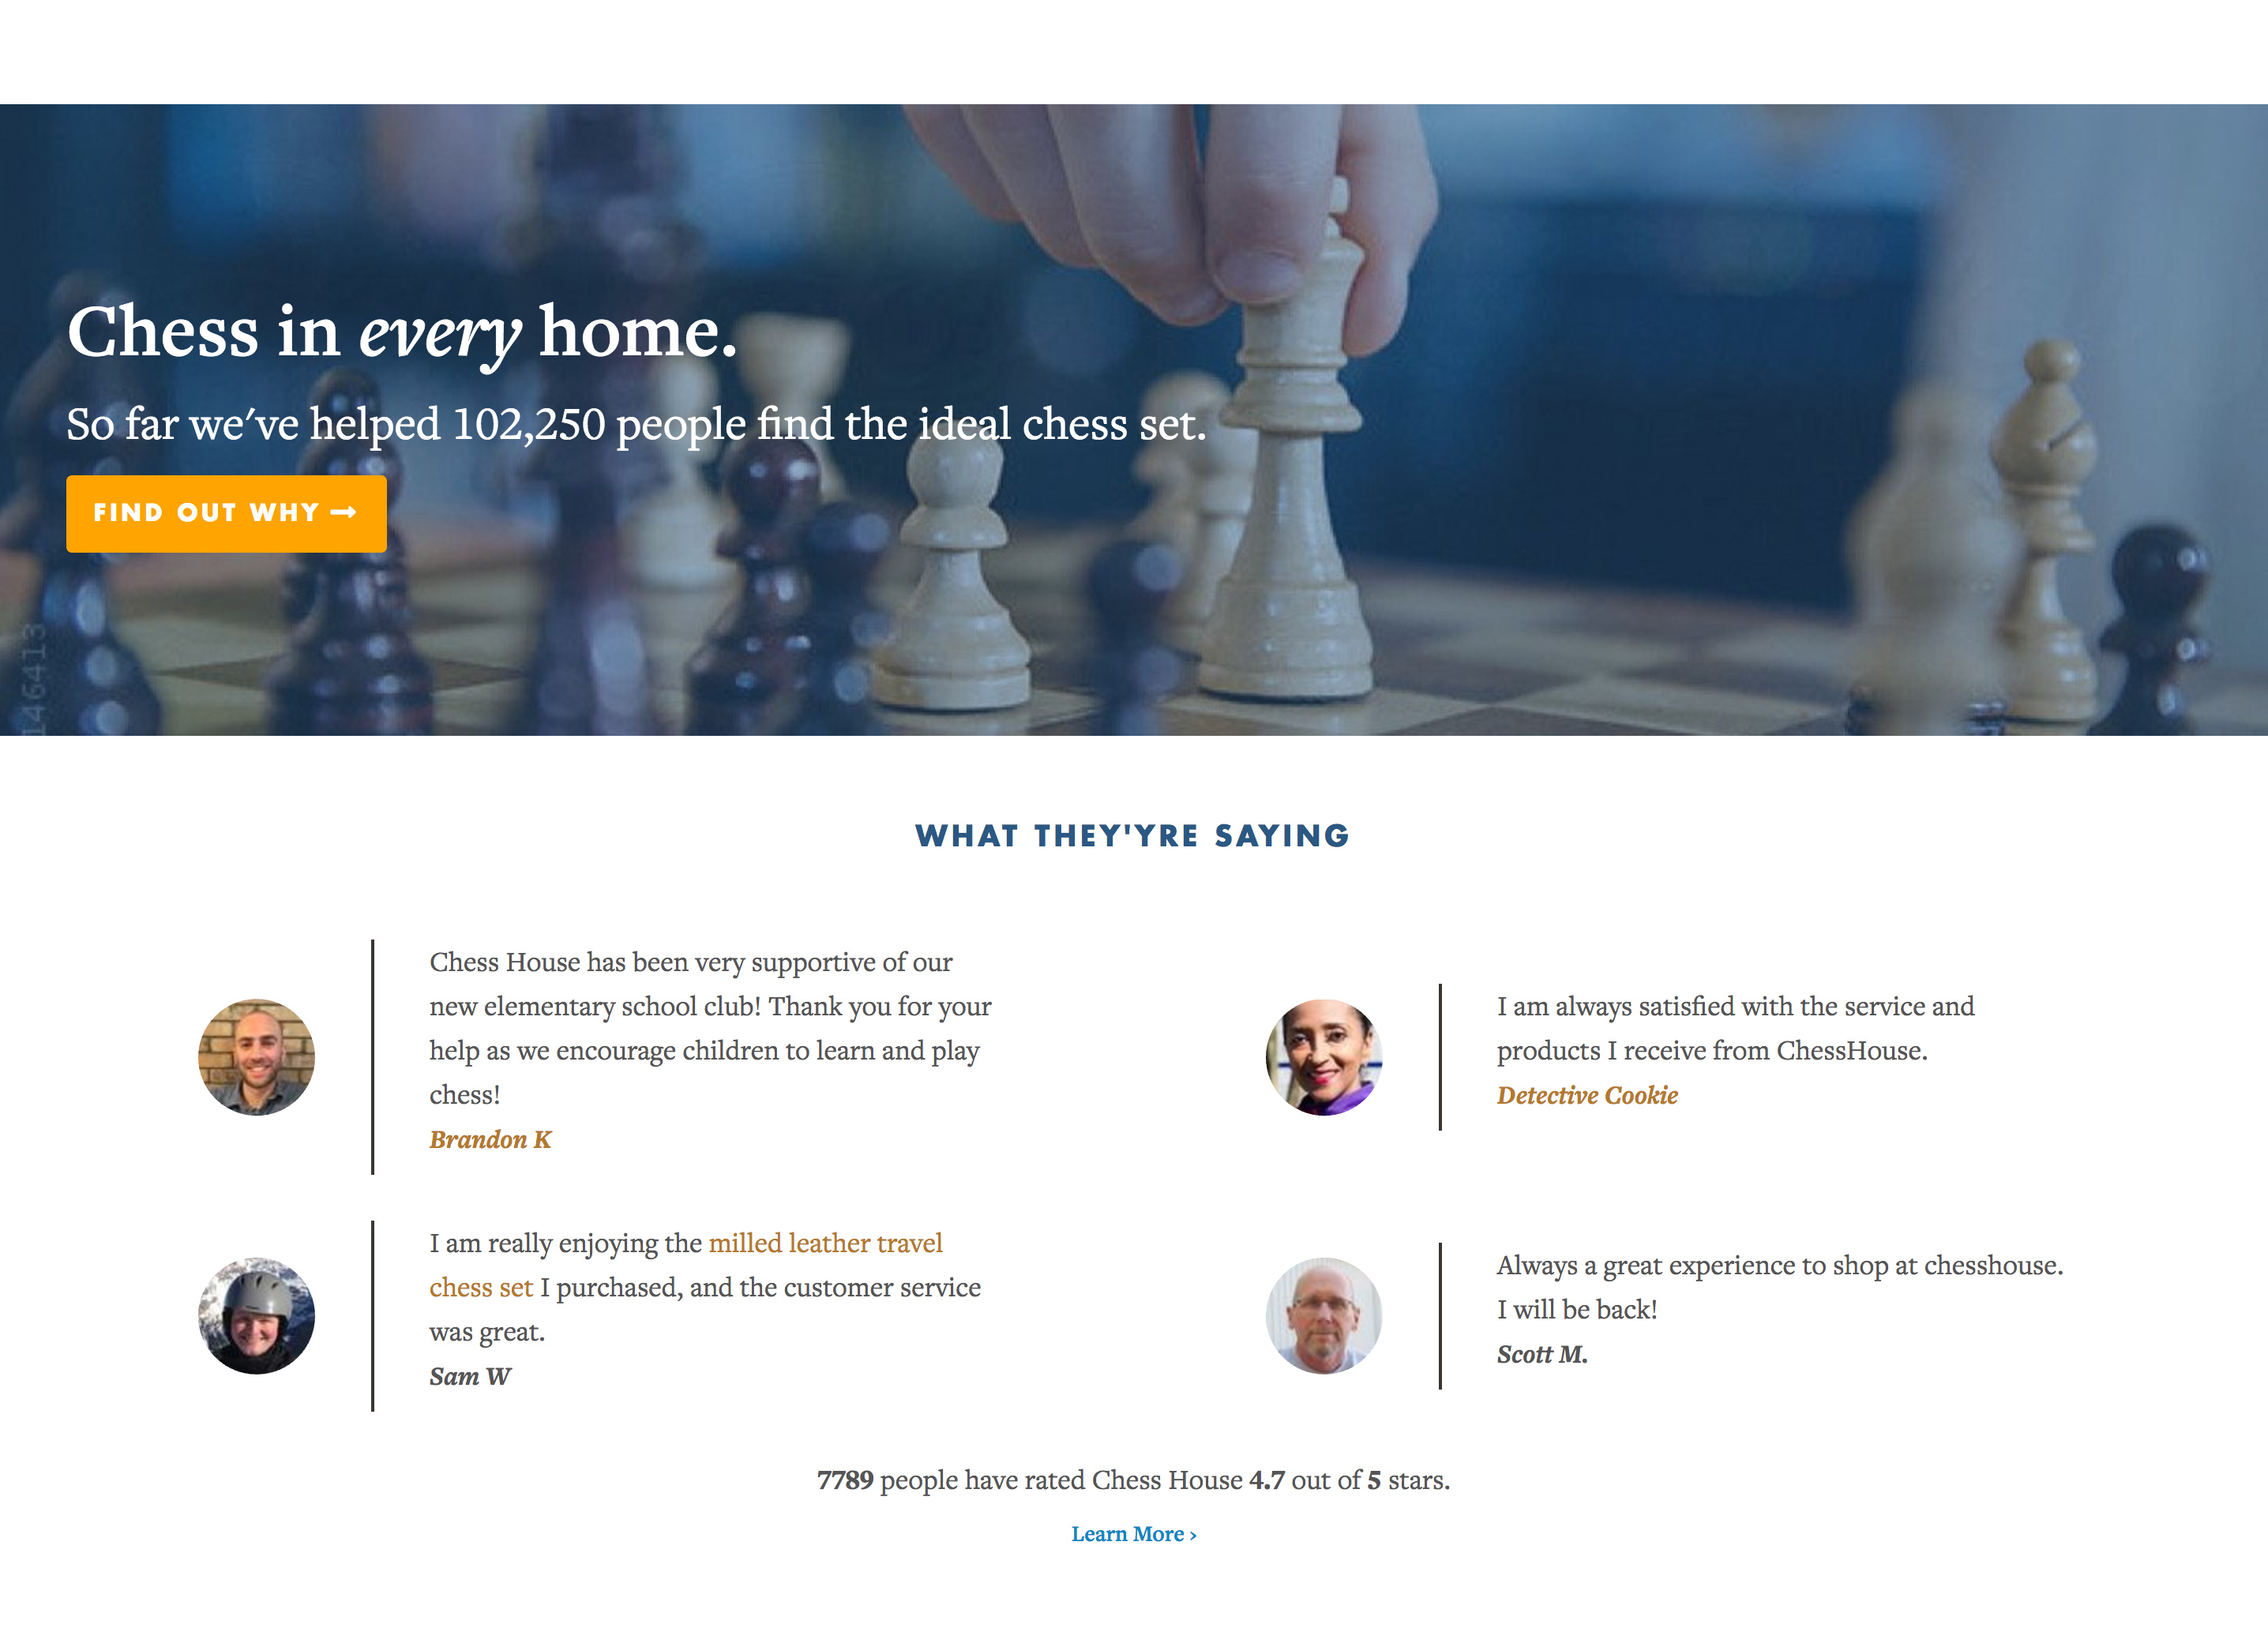 Chess in every home.
So far we've helped 102,250 people find the ideal chess set.
FIND OUT WHY →
146413
WHAT THEY'YRE SAYING
Chess House has been very supportive of our
new elementary school club! Thank you for your
help as we encourage children to learn and play
chess!
Brandon K
I am always satisfied with the service and
products I receive from ChessHouse.
Detective Cookie
I am really enjoying the milled leather travel
chess set I purchased, and the customer service
was great.
Sam W
Always a great experience to shop at chesshouse.
I will be back!
Scott M.
7789 people have rated Chess House 4.7 out of 5 stars.
Learn More ›